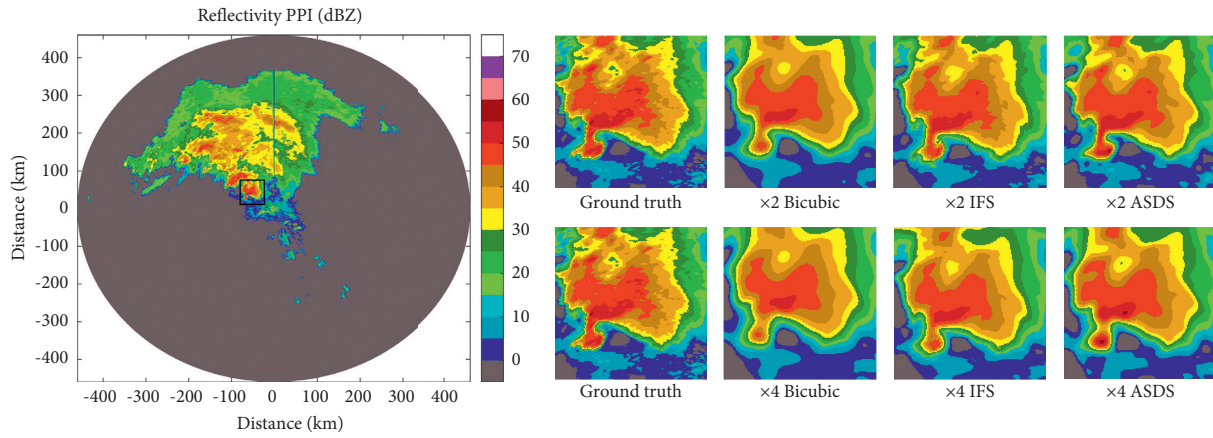 Reflectivity PPI (dBZ)
400
300
200
100
0
-100
-200
-300
-400
Distance (km)
-400 -300 -200 -100 0 100 200 300 400
Distance (km)
70
60
50
40
30
20
10
0
Ground truth ×2 Bicubic ×2 IFS ×2 ASDS
Ground truth ×4 Bicubic ×4 IFS ×4 ASDS